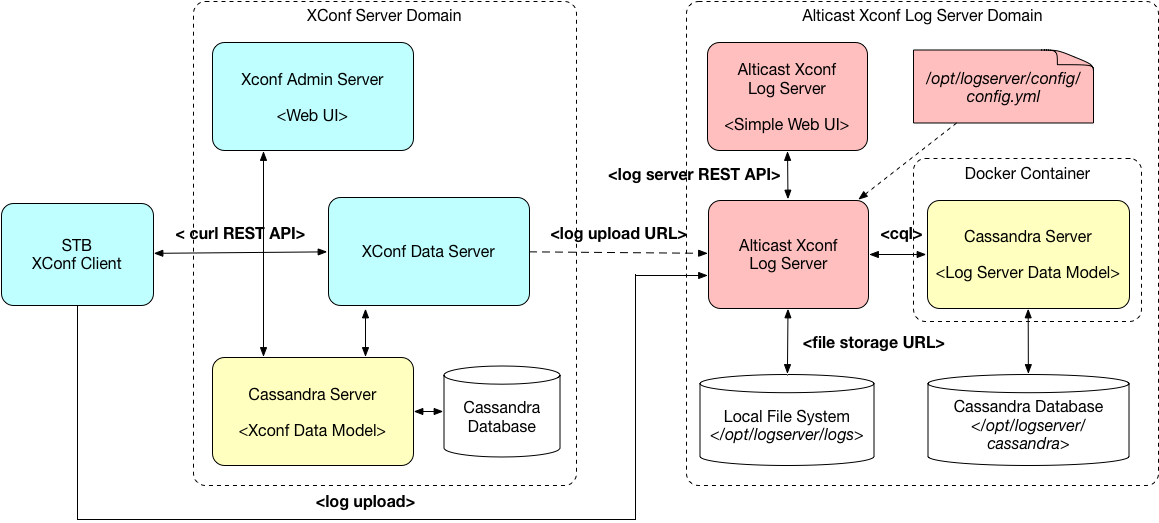 XConf Server Domain
Xconf Admin Server
<Web UI>
STB
XConf Client
< curl REST API>
XConf Data Server
Cassandra Server
<Xconf Data Model>
Cassandra
Database
<log upload>
<log upload URL>
Alticast Xconf Log Server Domain
Alticast Xconf
Log Server
<Simple Web UI>
/opt/logserver/config/
config.yml
<log server REST API>
Docker Container
Alticast Xconf
Log Server
<cql>
Cassandra Server
<Log Server Data Model>
<file storage URL>
Local File System
</opt/logserver/logs>
Cassandra Database
</opt/logserver/
cassandra>